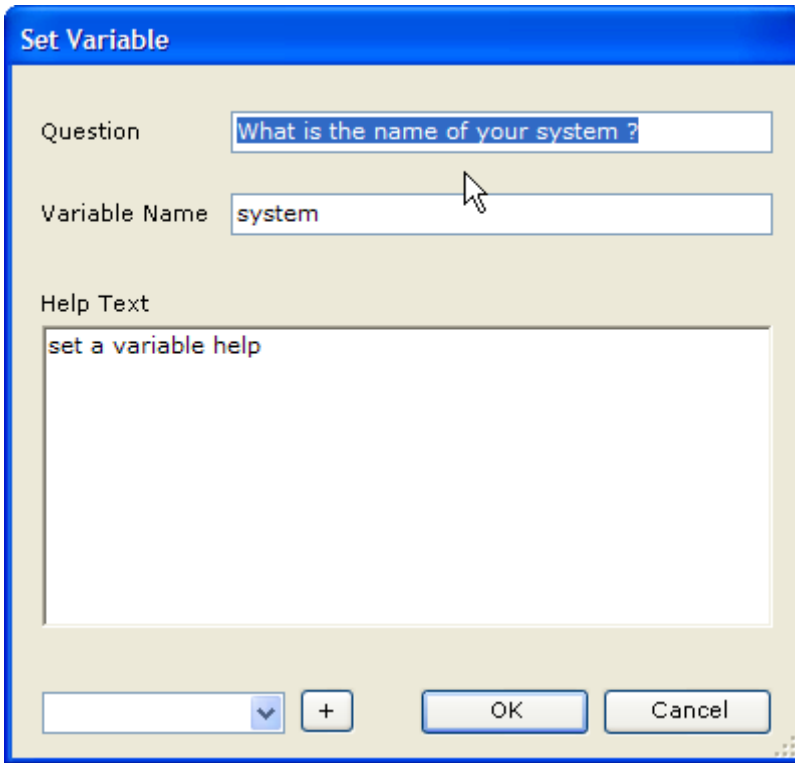 Set Variable
Question
What is the name of your system ?
Variable Name
system
Help Text
set a variable help
+
OK
Cancel